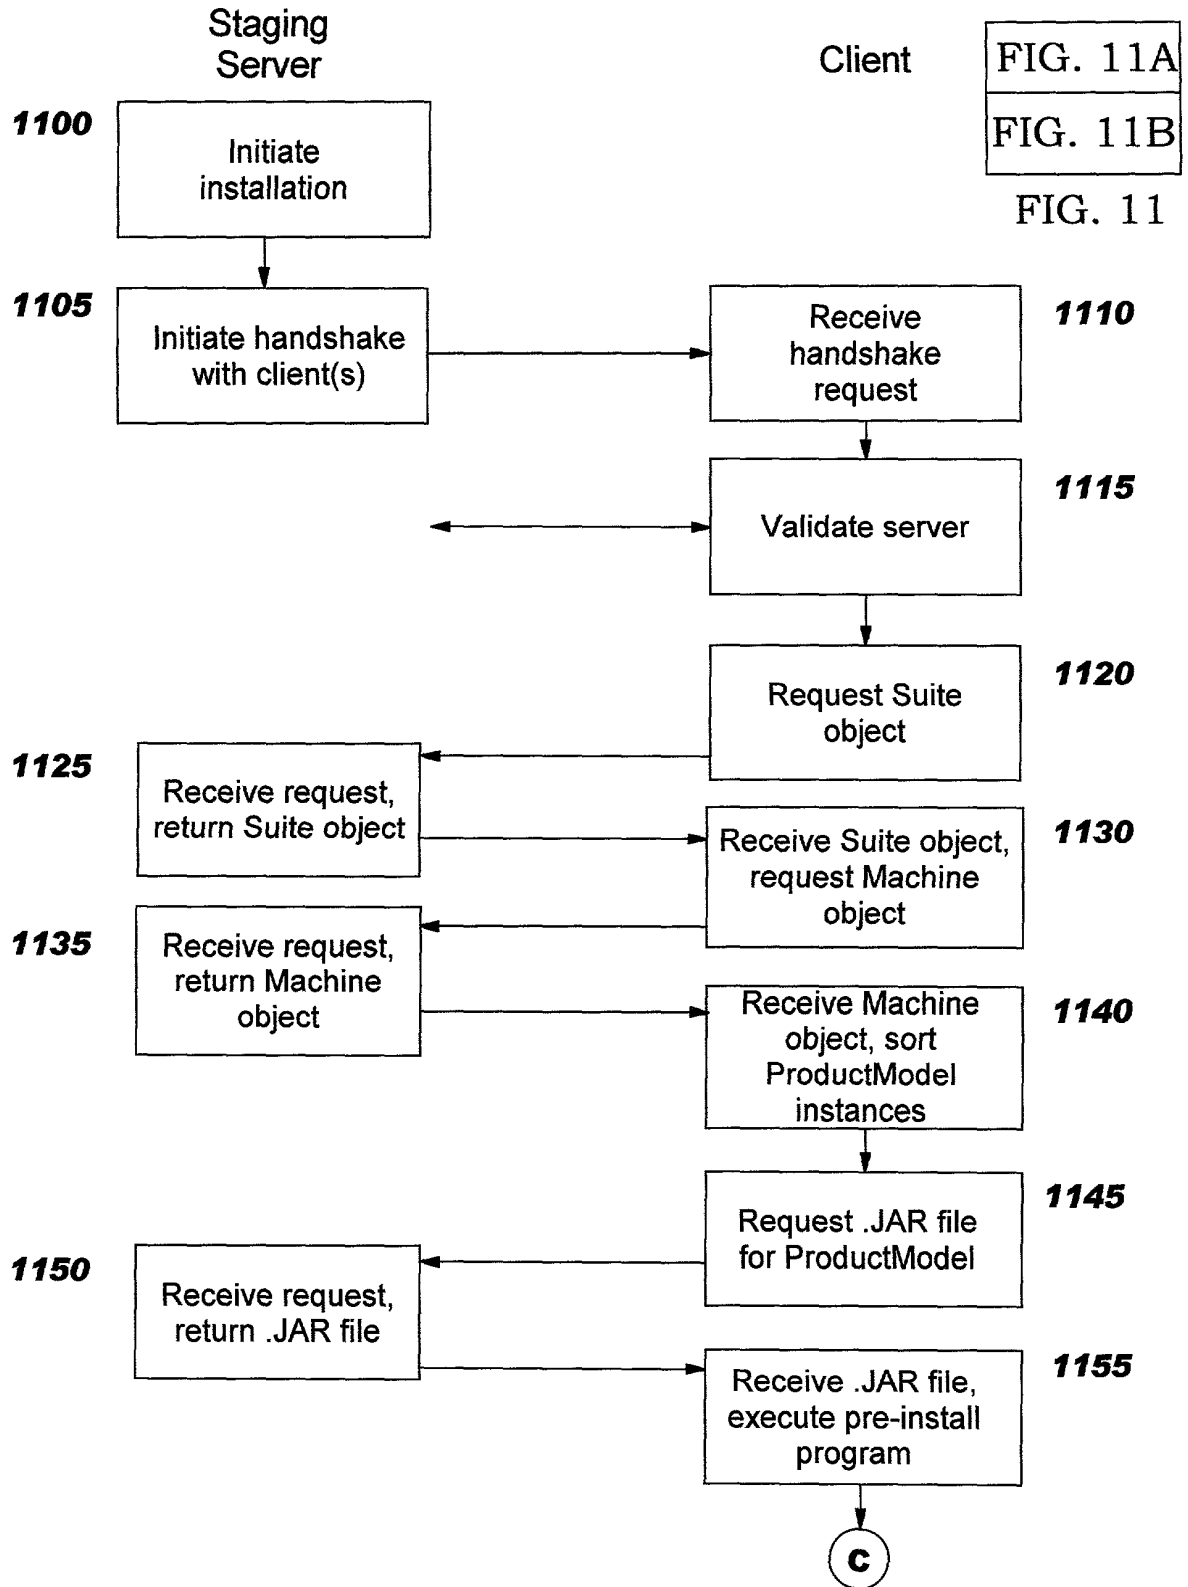 Staging
Server
Client
FIG. 11A
FIG. 11B
FIG. 11
1100
Initiate
installation
1105
Initiate handshake
with client(s)
Receive
handshake
request
1110
Validate server
1115
Request Suite
object
1120
1125
Receive request,
return Suite object
Receive Suite object,
request Machine
object
1130
1135
Receive request,
return Machine
object
Receive Machine
object, sort
ProductModel
instances
1140
Request .JAR file
for ProductModel
1145
1150
Receive request,
return .JAR file
Receive .JAR file,
execute pre-install
program
1155
C